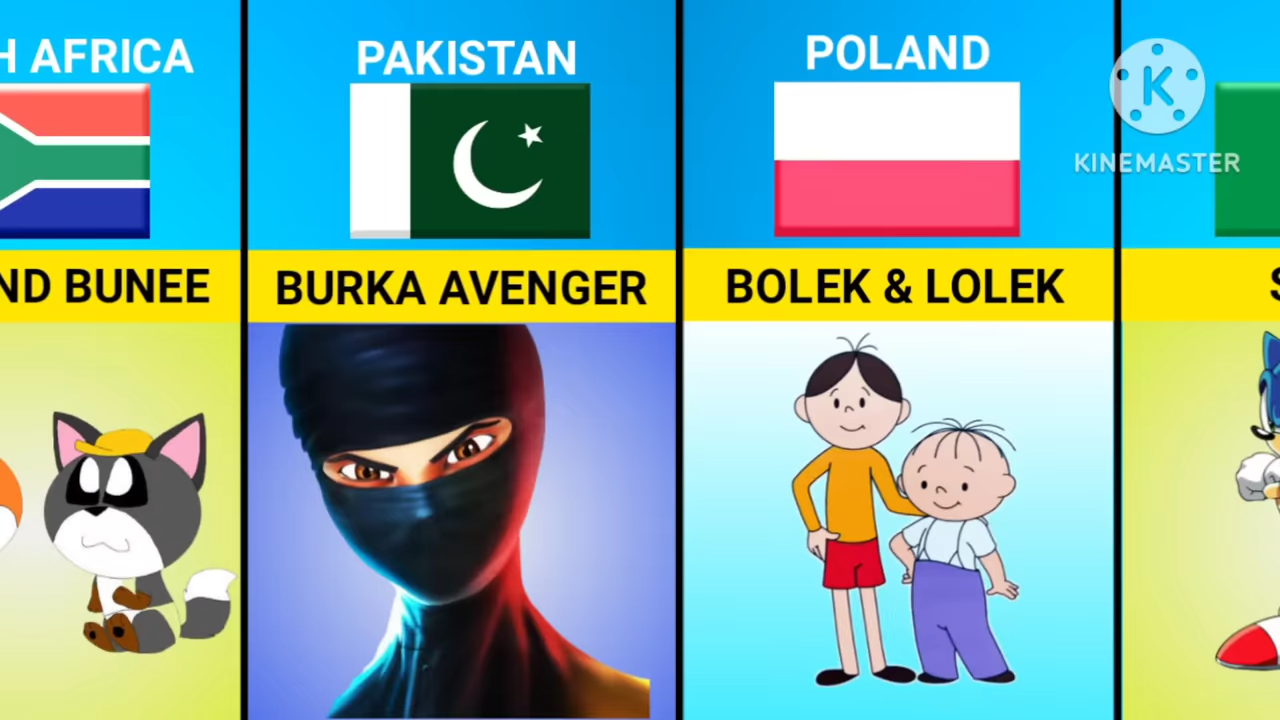 H AFRICA
PAKISTAN
POLAND
K
KINEMASTER
ND BUNEE
BURKA AVENGER
BOLEK & LOLEK
S